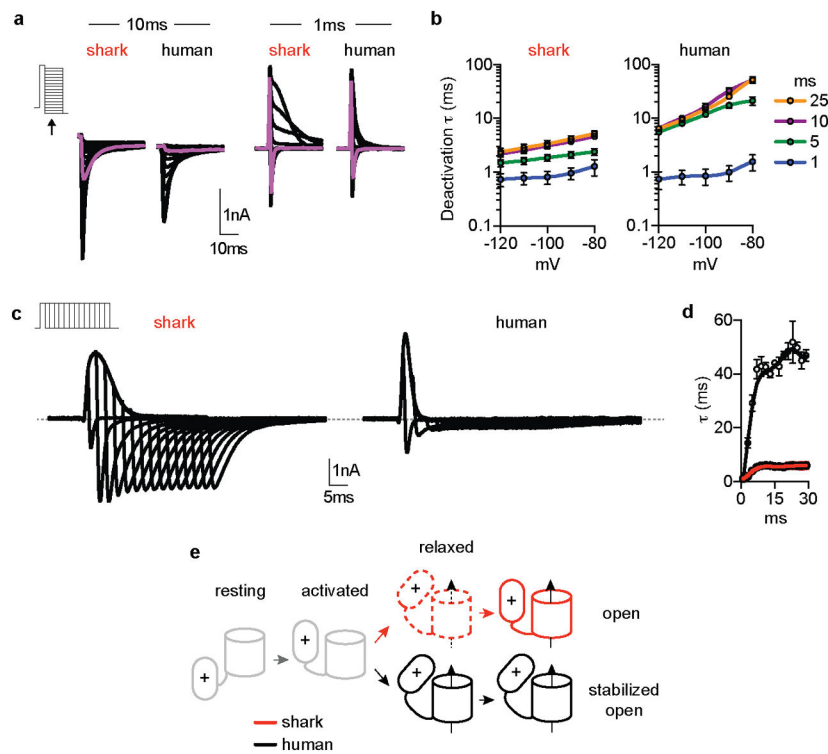 a
10ms
1ms
shark
human
shark
human
1nA
10ms
b
shark
human
Deactivation τ (ms)
100
10
1
0.1
-120
-100
-80
mV
100
10
1
0.1
-120
-100
-80
mV
ms
25
10
5
1
c
shark
human
1nA
5ms
d
τ (ms)
60
40
20
0
0
15
30
ms
e
relaxed
resting
activated
+
+
+
+
open
+
+
stabilized
open
shark
human